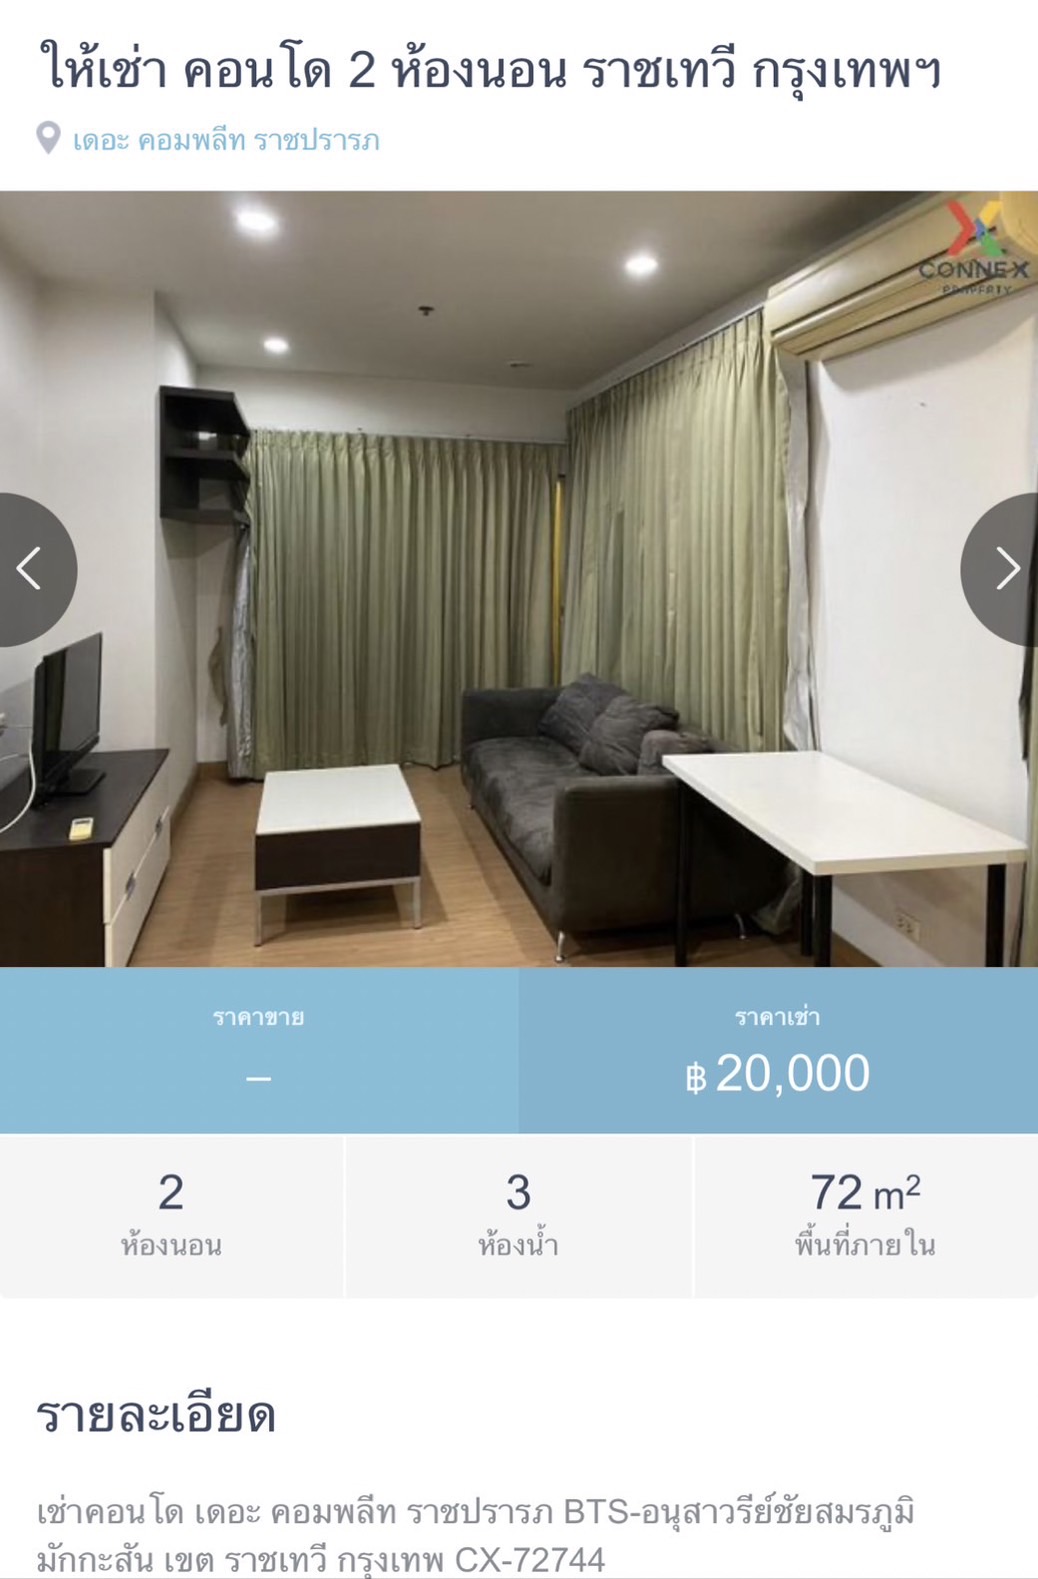 ให้เช่า คอนโด 2 ห้องนอน ราชเทวี กรุงเทพฯ
เดอะ คอมพลีท ราชปรารภ
CONNEX
PROPERTY
ราคาขาย
ราคาเช่า
–
฿ 20,000
2
3
72 m²
ห้องนอน
ห้องน้ำ
พื้นที่ภายใน
รายละเอียด
เช่าคอนโด เดอะ คอมพลีท ราชปรารภ BTS-อนุสาวรีย์ชัยสมรภูมิ
มักกะสัน เขต ราชเทวี กรุงเทพ CX-72744